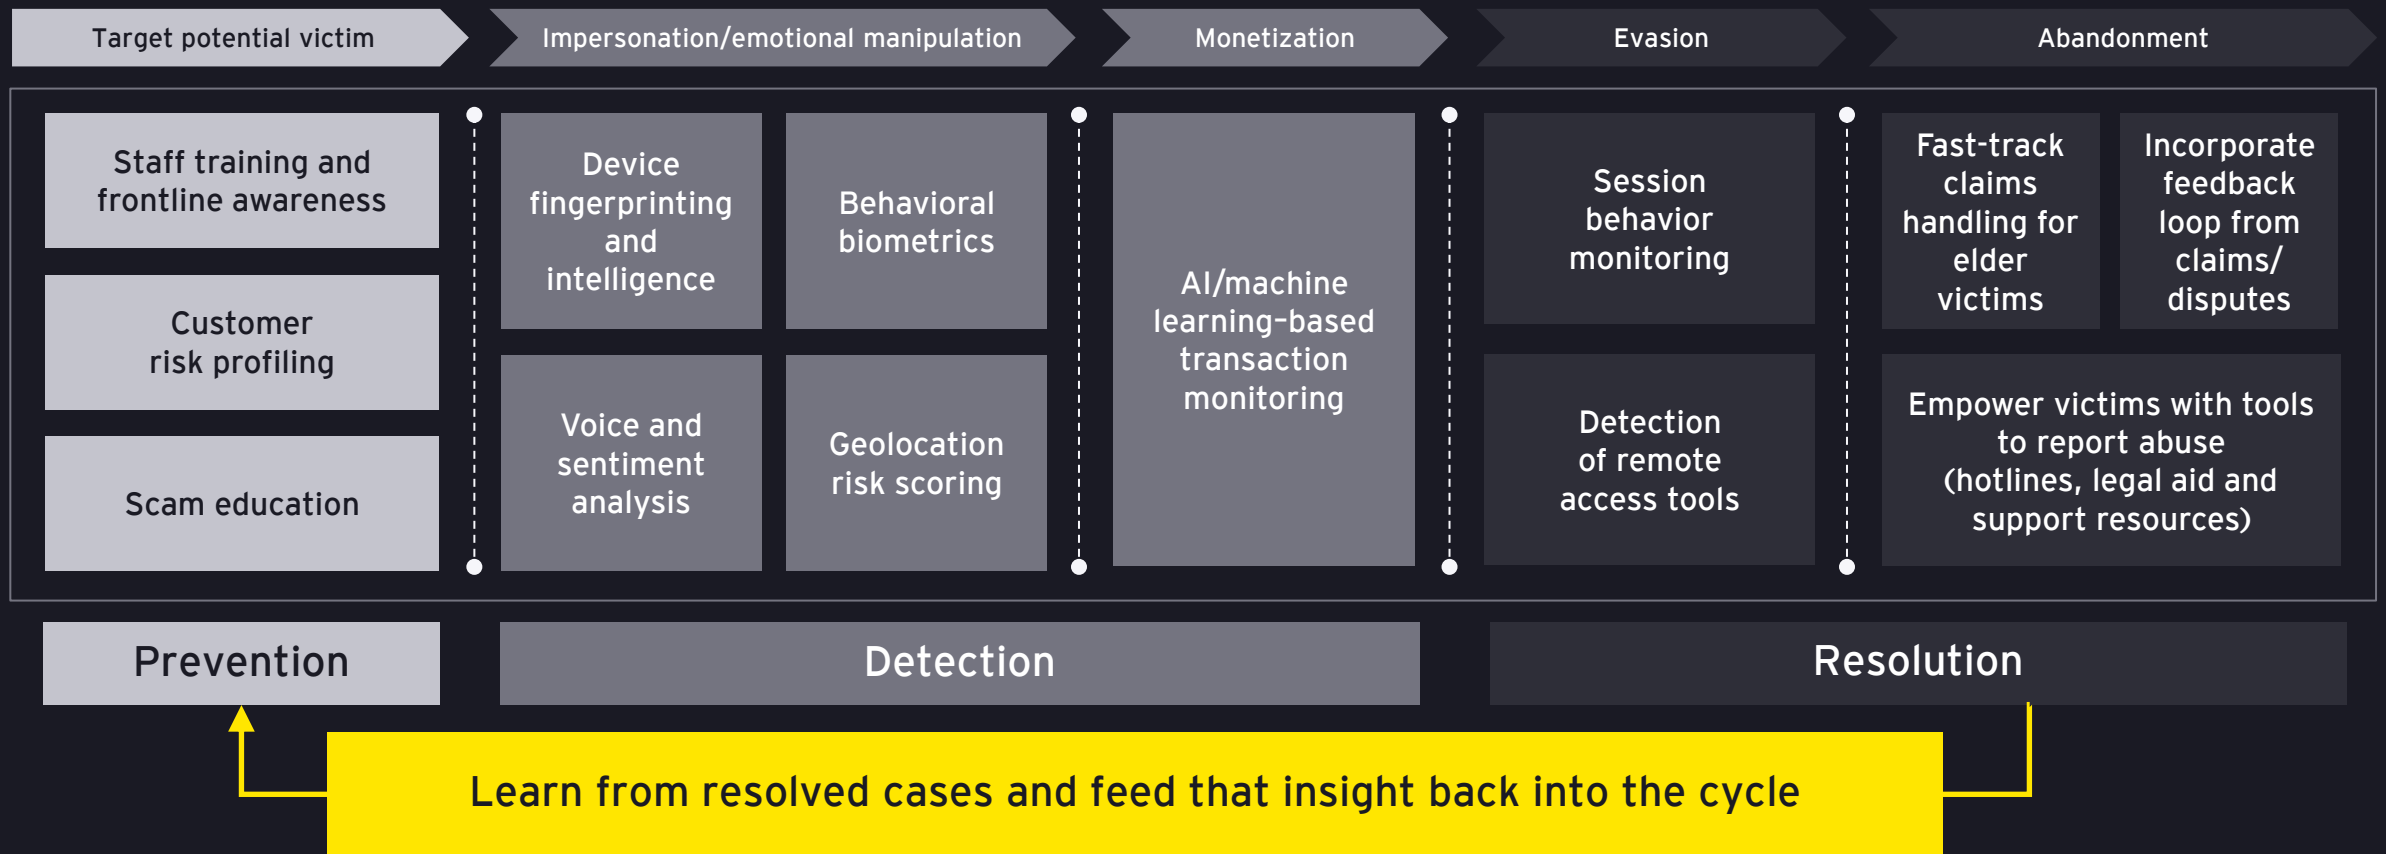 Target potential victim
Impersonation/emotional manipulation
Monetization
Evasion
Abandonment
Staff training and
frontline awareness
Customer
risk profiling
Scam education
Device
fingerprinting
and
intelligence
Behavioral
biometrics
Voice and
sentiment
analysis
Geolocation
risk scoring
AI/machine
learning–based
transaction
monitoring
Session
behavior
monitoring
Detection
of remote
access tools
Fast-track
claims
handling for
elder
victims
Incorporate
feedback
loop from
claims/
disputes
Empower victims with tools
to report abuse
(hotlines, legal aid and
support resources)
Prevention
Detection
Resolution
Learn from resolved cases and feed that insight back into the cycle